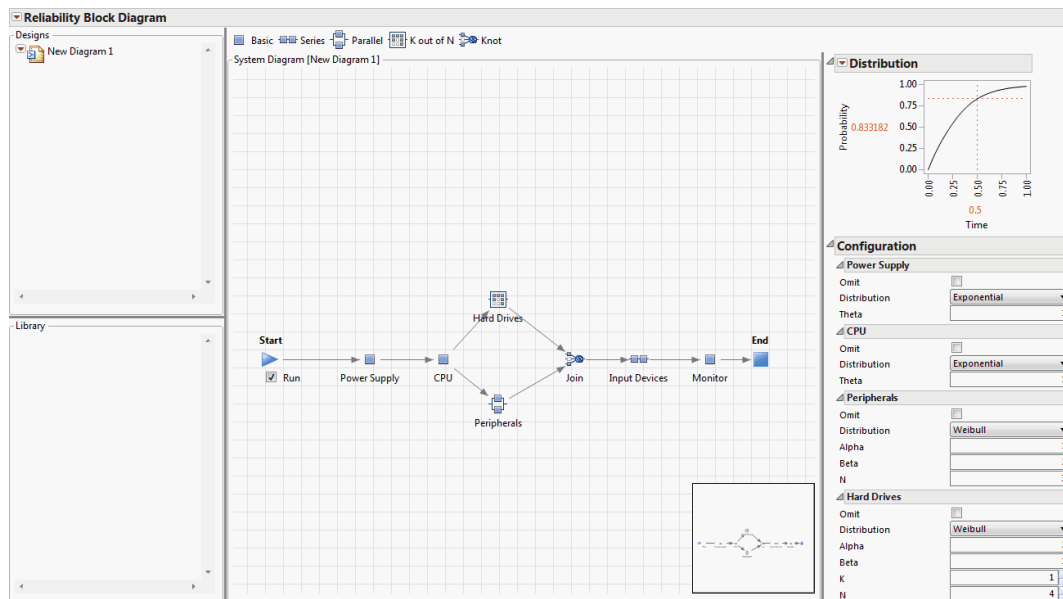 Reliability Block Diagram
Designs
New Diagram 1
Library
Basic Series Parallel K out of N Knot
System Diagram [New Diagram 1]
Hard Drives
Start
End
Run
Power Supply
CPU
Join
Input Devices
Monitor
Peripherals
Distribution
1.00
0.75
0.50
0.25
0.00
Probability
0.833182
0.00
0.25
0.50
0.75
1.00
0.5
Time
Configuration
Power Supply
Omit
Distribution Exponential
Theta
CPU
Omit
Distribution Exponential
Theta
Peripherals
Omit
Distribution Weibull
Alpha
Beta
N
Hard Drives
Omit
Distribution Weibull
Alpha
Beta
K 1
N 4